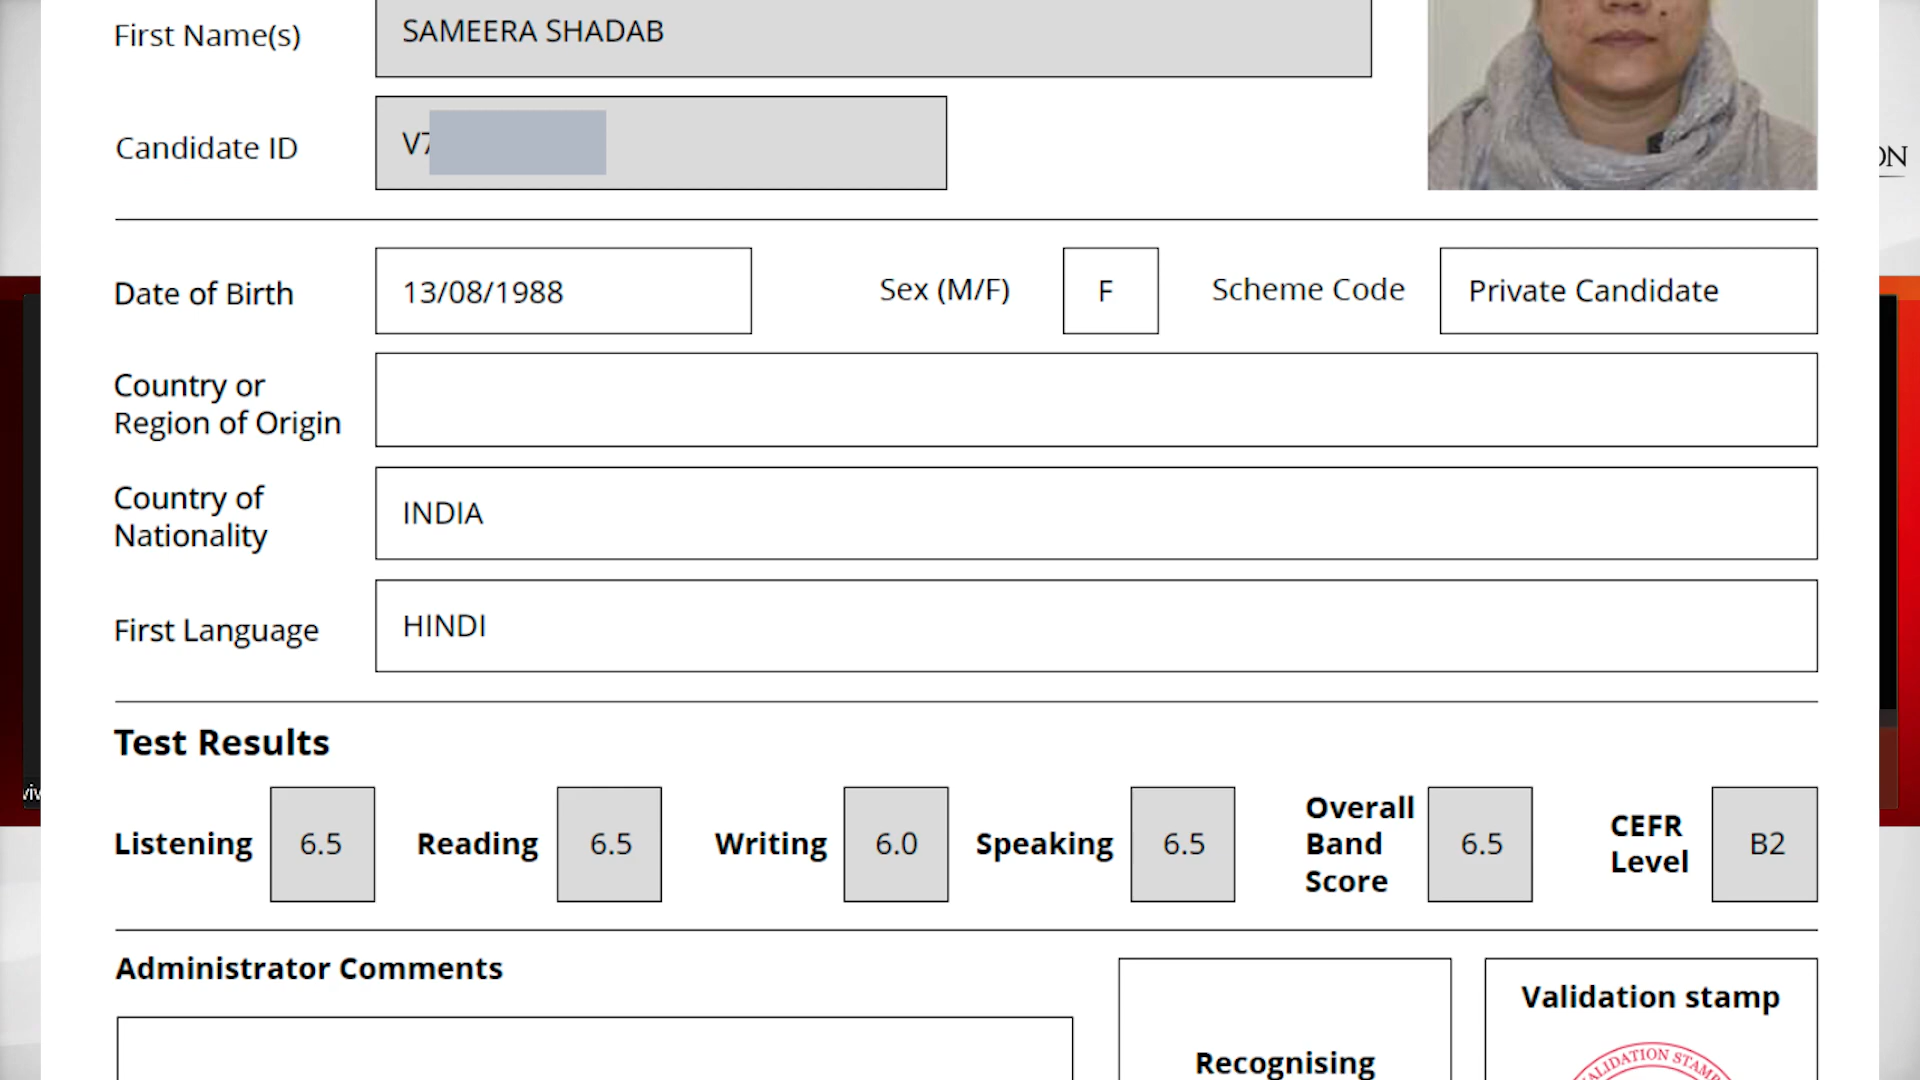 First Name(s) SAMEERA SHADAB
Candidate ID V7
ON
Date of Birth 13/08/1988 Sex (M/F) F Scheme Code Private Candidate
Country or
Region of Origin
Country of
Nationality INDIA
First Language HINDI
Test Results
Listening 6.5 Reading 6.5 Writing 6.0 Speaking 6.5 Overall Band Score 6.5 CEFR Level B2
Administrator Comments
Validation stamp
Recognising
ALIDATION STAMP